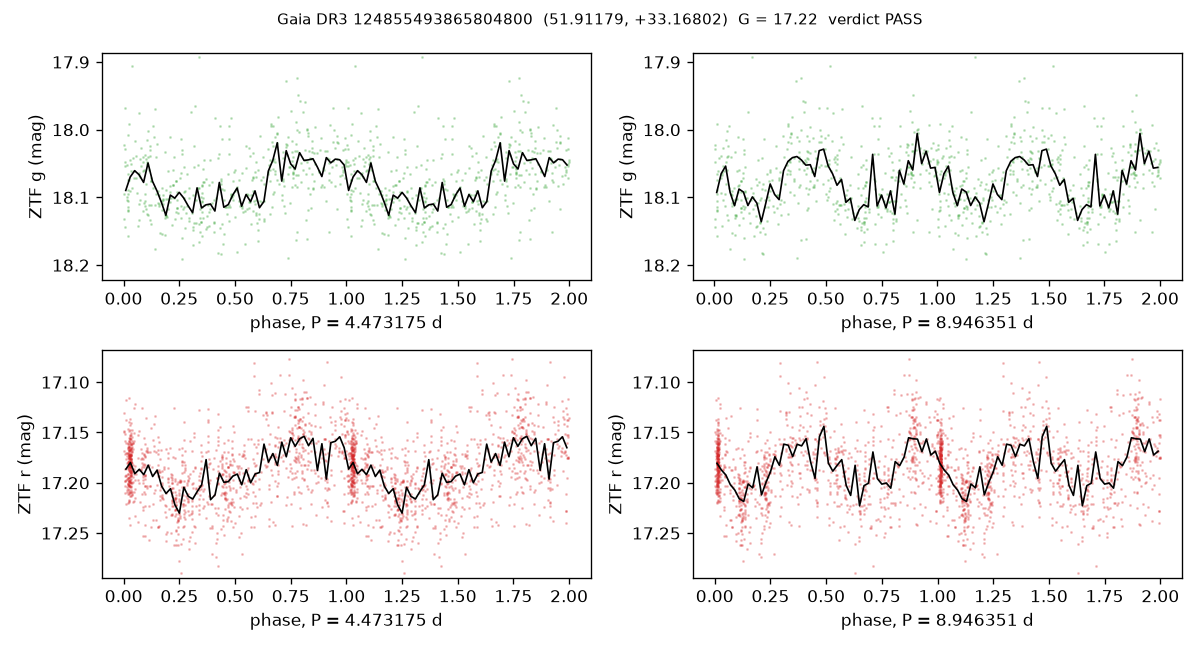 Gaia DR3 124855493865804800 (51.91179, +33.16802) G = 17.22 verdict PASS
ZTF g (mag)
17.9
18.0
18.1
18.2
0.00 0.25 0.50 0.75 1.00 1.25 1.50 1.75 2.00
phase, P = 4.473175 d
ZTF g (mag)
17.9
18.0
18.1
18.2
0.00 0.25 0.50 0.75 1.00 1.25 1.50 1.75 2.00
phase, P = 8.946351 d
ZTF r (mag)
17.10
17.15
17.20
17.25
0.00 0.25 0.50 0.75 1.00 1.25 1.50 1.75 2.00
phase, P = 4.473175 d
ZTF r (mag)
17.10
17.15
17.20
17.25
0.00 0.25 0.50 0.75 1.00 1.25 1.50 1.75 2.00
phase, P = 8.946351 d